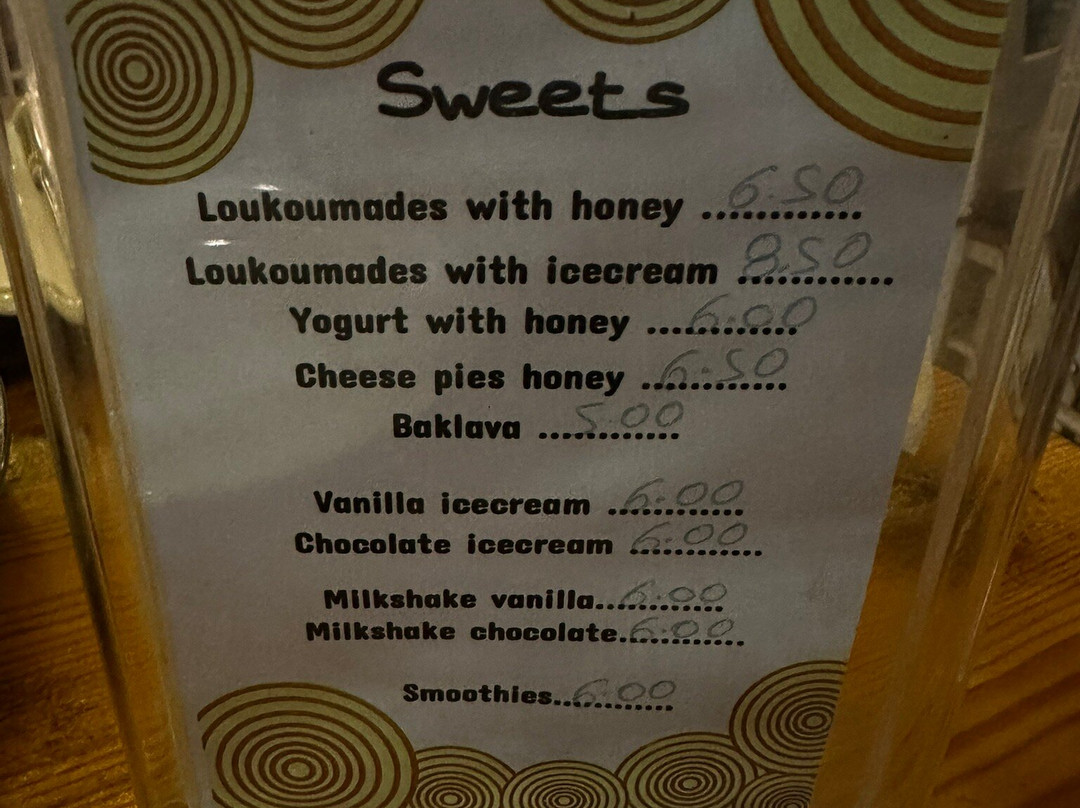 Sweets
Loukoumades with honey ............ 6.50
Loukoumades with icecream ............ 8.50
Yogurt with honey ............ 6.00
Cheese pies honey ............ 6.50
Baklava ............ 5.00
Vanilla icecream ............ 6.00
Chocolate icecream ............ 6.00
Milkshake vanilla............ 6.00
Milkshake chocolate............ 6.00
Smoothies............ 6.00